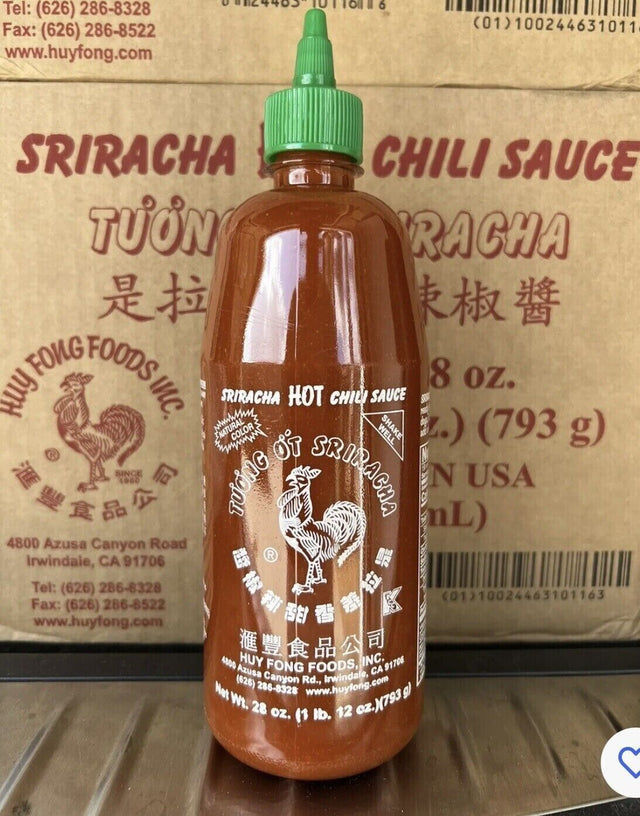 Tel: (626) 286-8328
Fax: (626) 286-8522
www.huyfong.com
SRIRACHA CHILI SAUCE
TƯƠN RACHA
是拉 椒醬
HUY FONG FOODS INC.
®
SINCE 1980
滙豐食品公司
4800 Azusa Canyon Road
Irwindale, CA 91706
Tel: (626) 286-8328
Fax: (626) 286-8522
www.huyfong.com
8 oz.
z.) (793 g)
N USA
mL)
(01)10024463101163
SRIRACHA HOT CHILI SAUCE
NATURAL COLOR
SHAKE WELL
TƯƠNG ỚT SRIRACHA
®
K
滙豐食品公司
HUY FONG FOODS, INC.
4800 Azusa Canyon Rd., Irwindale, CA 91706
(626) 286-8328 www.huyfong.com
Net Wt. 28 oz. (1 lb. 12 oz.)(793 g)